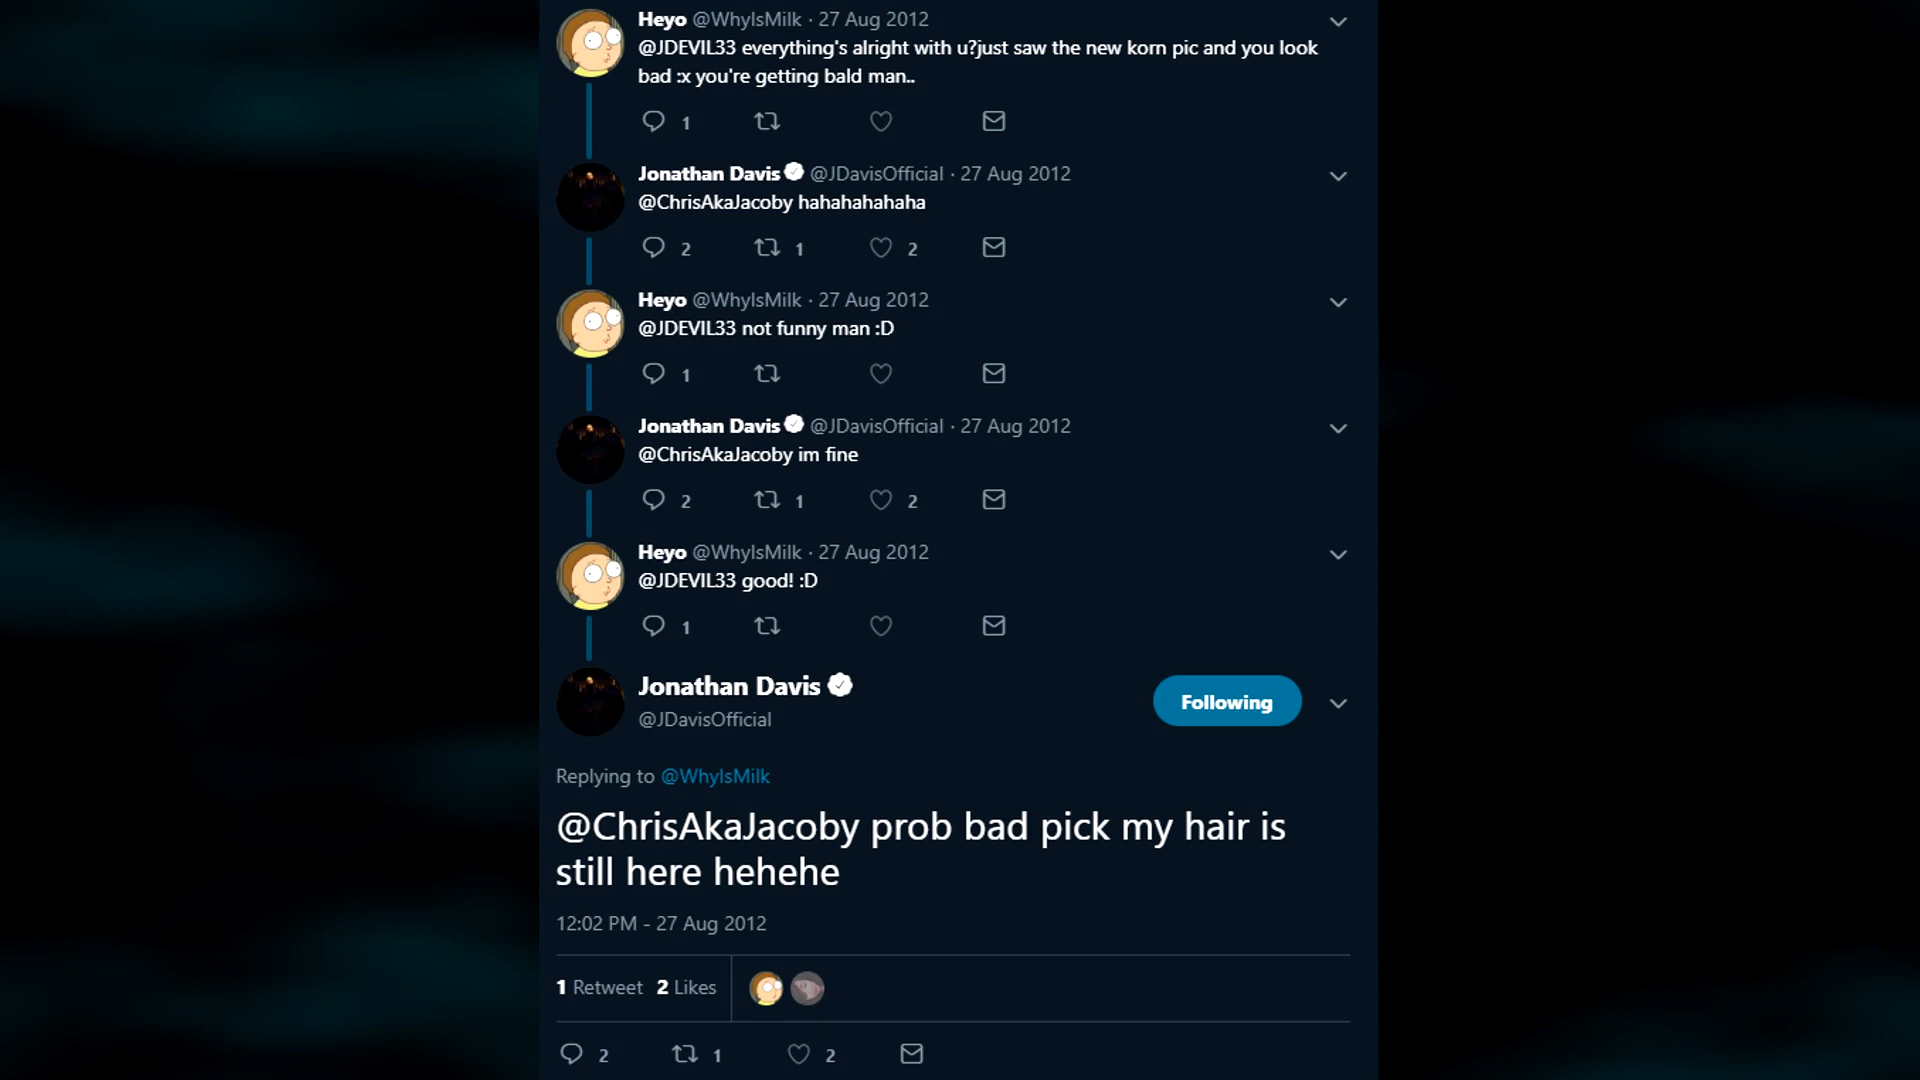 Heyo @WhyIsMilk · 27 Aug 2012
@JDEVIL33 everything's alright with u?just saw the new korn pic and you look
bad :x you're getting bald man..
1
Jonathan Davis @JDavisOfficial · 27 Aug 2012
@ChrisAkaJacoby hahahahahaha
2 1 2
Heyo @WhyIsMilk · 27 Aug 2012
@JDEVIL33 not funny man :D
1
Jonathan Davis @JDavisOfficial · 27 Aug 2012
@ChrisAkaJacoby im fine
2 1 2
Heyo @WhyIsMilk · 27 Aug 2012
@JDEVIL33 good! :D
1
Jonathan Davis
@JDavisOfficial
Following
Replying to @WhyIsMilk
@ChrisAkaJacoby prob bad pick my hair is
still here hehehe
12:02 PM - 27 Aug 2012
1 Retweet 2 Likes
2 1 2